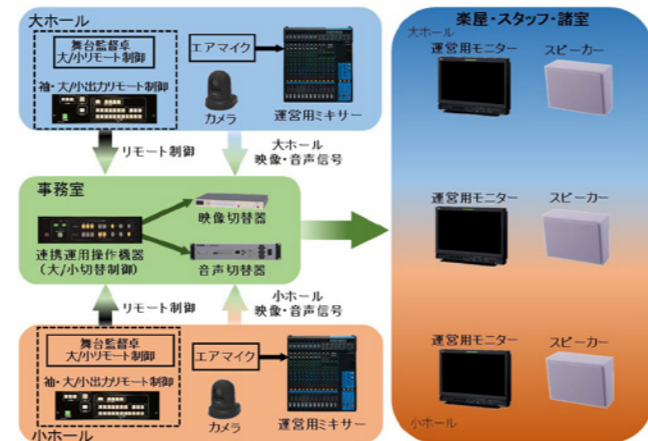 大ホール
舞台監督卓
大/小リモート制御
袖・大/小出力リモート制御
エアマイク
カメラ
運営用ミキサー
リモート制御
大ホール
映像・音声信号
事務室
連携運用操作機器
(大/小切替制御)
映像切替器
音声切替器
リモート制御
小ホール
映像・音声信号
舞台監督卓
大/小リモート制御
袖・大/小出力リモート制御
エアマイク
カメラ
運営用ミキサー
小ホール
楽屋・スタッフ・諸室
大ホール
運営用モニター
スピーカー
運営用モニター
スピーカー
運営用モニター
スピーカー
小ホール